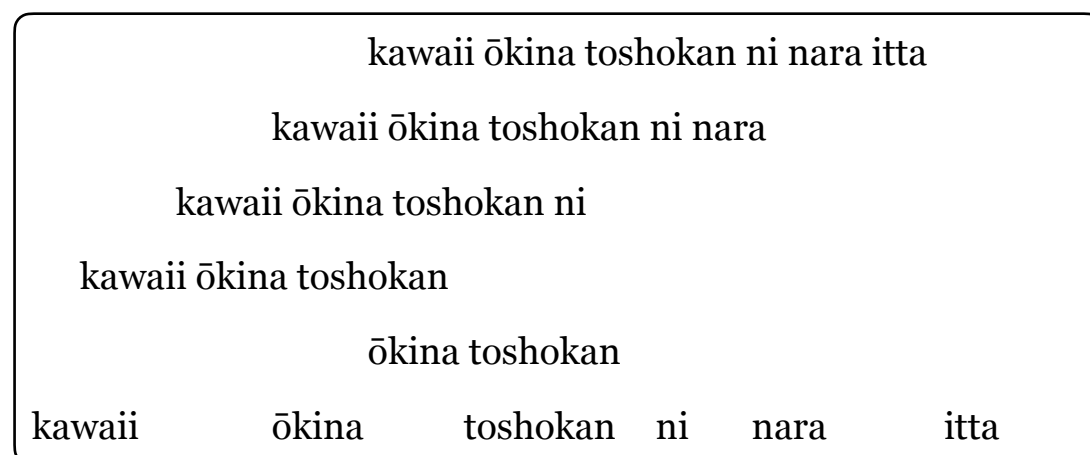 kawaii ōkina toshokan ni nara itta
kawaii ōkina toshokan ni nara
kawaii ōkina toshokan ni
kawaii ōkina toshokan
ōkina toshokan
kawaii ōkina toshokan ni nara itta